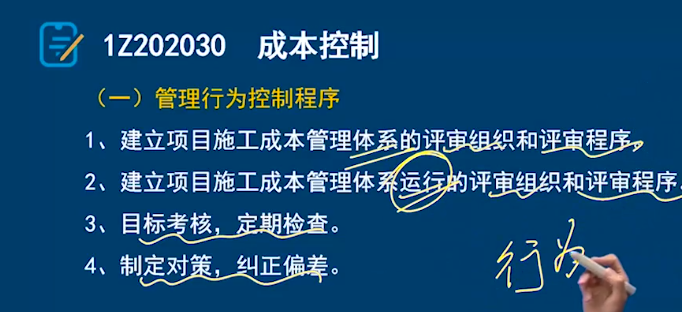 1Z202030 成本控制
（一）管理行为控制程序
1、建立项目施工成本管理体系的评审组织和评审程序。
2、建立项目施工成本管理体系运行的评审组织和评审程序.
3、目标考核，定期检查。
4、制定对策，纠正偏差。
行为